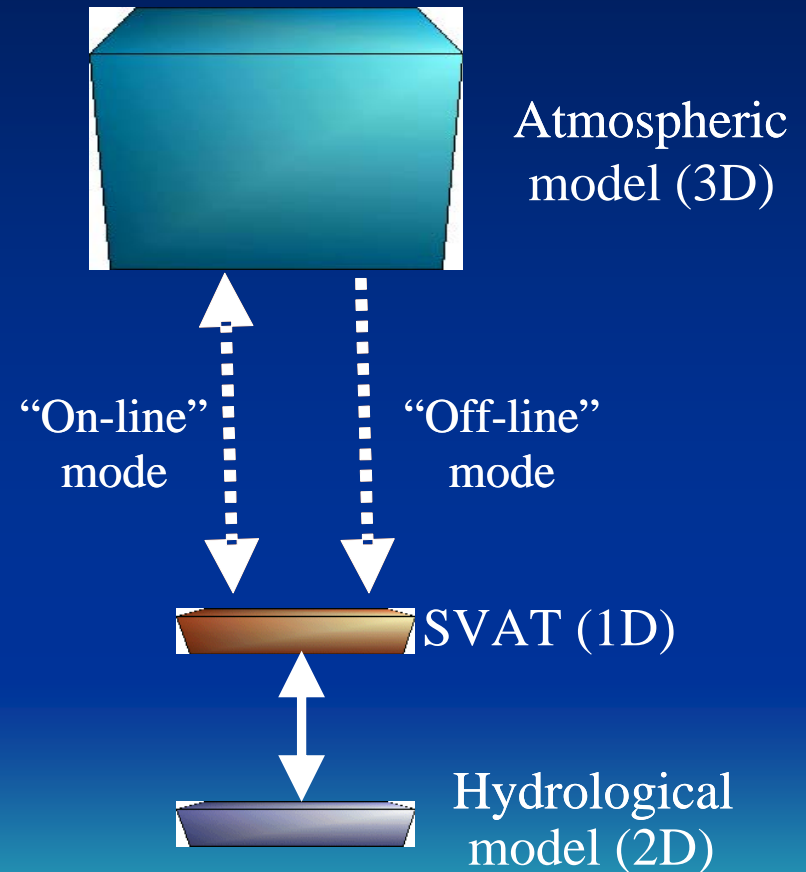 Atmospheric
model (3D)
“On-line”
mode
“Off-line”
mode
SVAT (1D)
Hydrological
model (2D)